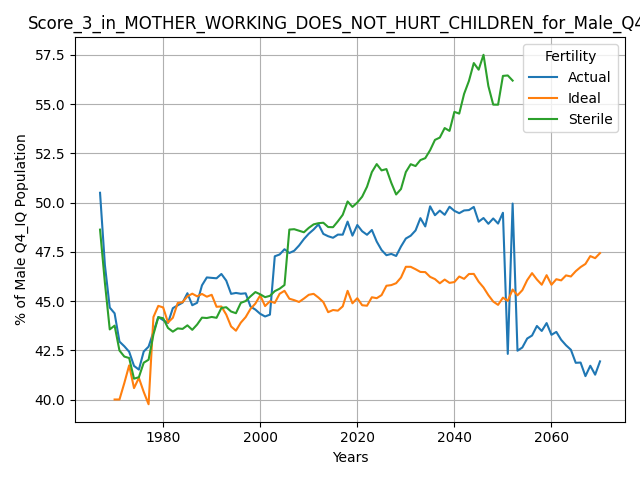 Score_3_in_MOTHER_WORKING_DOES_NOT_HURT_CHILDREN_for_Male_Q4
57.5
55.0
52.5
50.0
47.5
45.0
42.5
40.0
% of Male Q4_IQ Population
Fertility
Actual
Ideal
Sterile
1980
2000
2020
2040
2060
Years